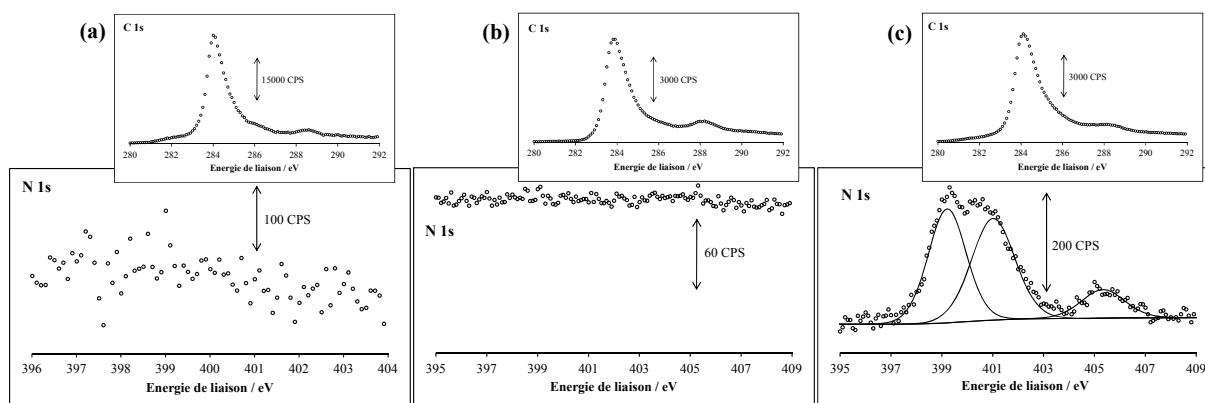 (a)
C 1s
15000 CPS
280 282 284 286 288 290 292
Energie de liaison / eV
N 1s
100 CPS
396 397 398 399 400 401 402 403 404
Energie de liaison / eV
(b)
C 1s
3000 CPS
280 282 284 286 288 290 292
Energie de liaison / eV
N 1s
60 CPS
395 397 399 401 403 405 407 409
Energie de liaison / eV
(c)
C 1s
3000 CPS
280 282 284 286 288 290 292
Energie de liaison / eV
N 1s
200 CPS
395 397 399 401 403 405 407 409
Energie de liaison / eV